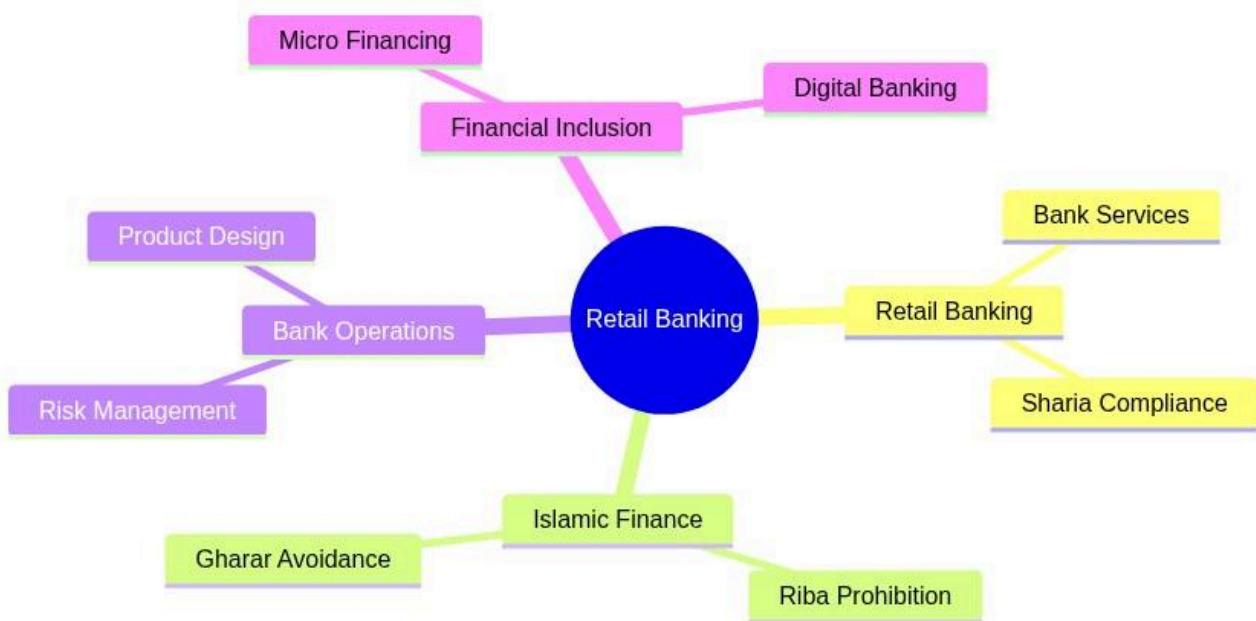 Micro Financing
Digital Banking
Financial Inclusion
Bank Services
Product Design
Retail Banking
Bank Operations
Retail Banking
Risk Management
Sharia Compliance
Islamic Finance
Gharar Avoidance
Riba Prohibition